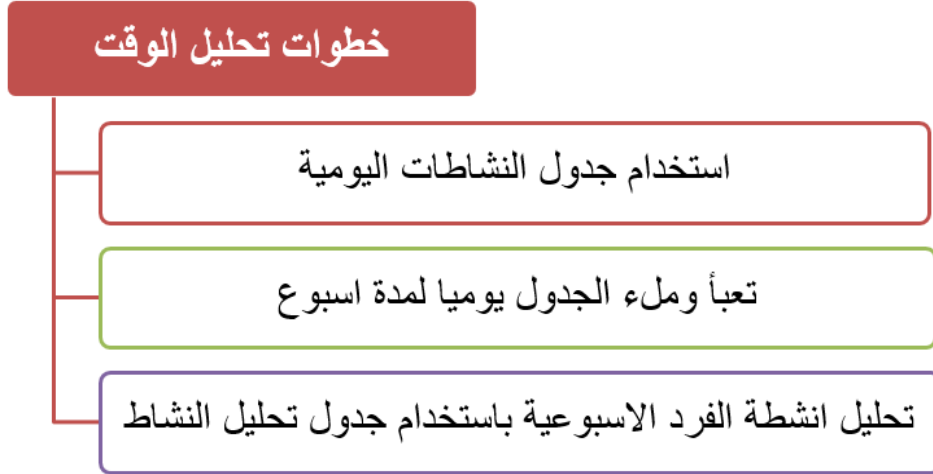 خطوات تحليل الوقت
استخدام جدول النشاطات اليومية
تعبأ وملء الجدول يوميا لمدة اسبوع
تحليل انشطة الفرد الاسبوعية باستخدام جدول تحليل النشاط